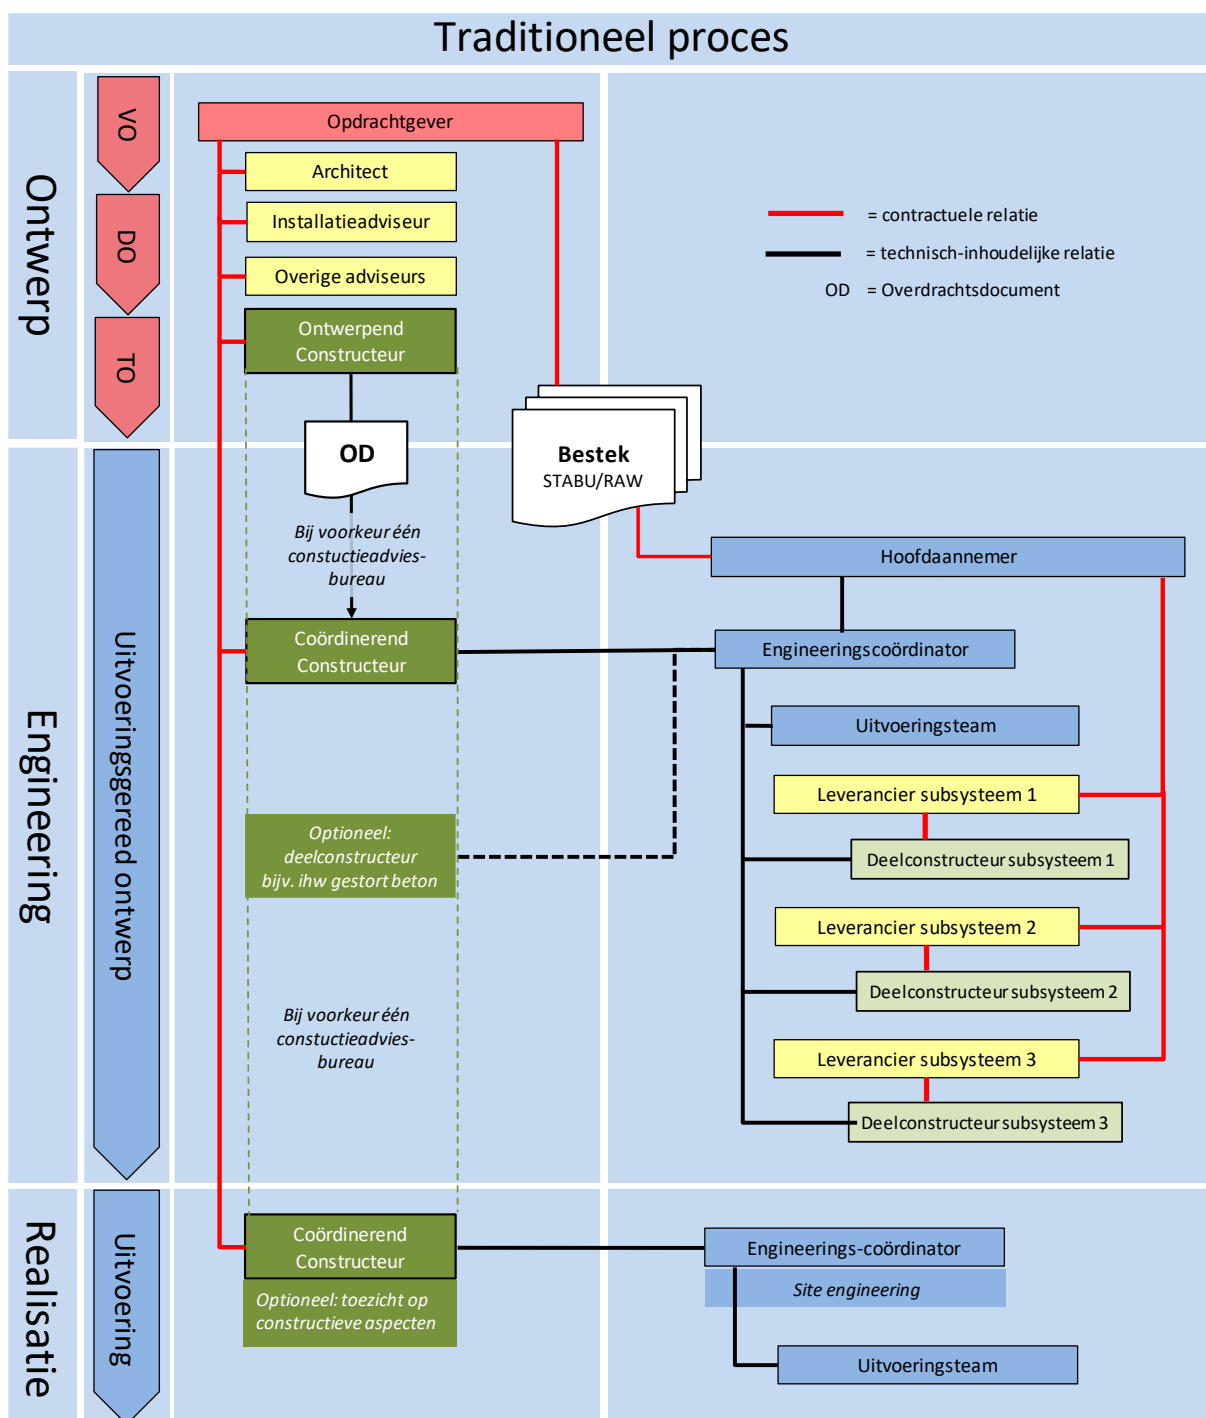 Traditioneel proces
Ontwerp
VO
DO
TO
Opdrachtgever
Architect
Installatieadviseur
Overige adviseurs
Ontwerpend
Constructeur
= contractuele relatie
= technisch-inhoudelijke relatie
OD = Overdrachtsdocument
OD
Bestek
STABU/RAW
Engineering
Uitvoeringsgereed ontwerp
Bij voorkeur één
constuctieadvies-
bureau
Hoofdaannemer
Coördinerend
Constructeur
Engineeringscoördinator
Uitvoeringsteam
Leverancier subsysteem 1
Optioneel:
deelconstructeur
bijv. ihw gestort beton
Deelconstructeur subsysteem 1
Leverancier subsysteem 2
Deelconstructeur subsysteem 2
Bij voorkeur één
constuctieadvies-
bureau
Leverancier subsysteem 3
Deelconstructeur subsysteem 3
Realisatie
Uitvoering
Coördinerend
Constructeur
Optioneel: toezicht op
constructieve aspecten
Engineerings-coördinator
Site engineering
Uitvoeringsteam